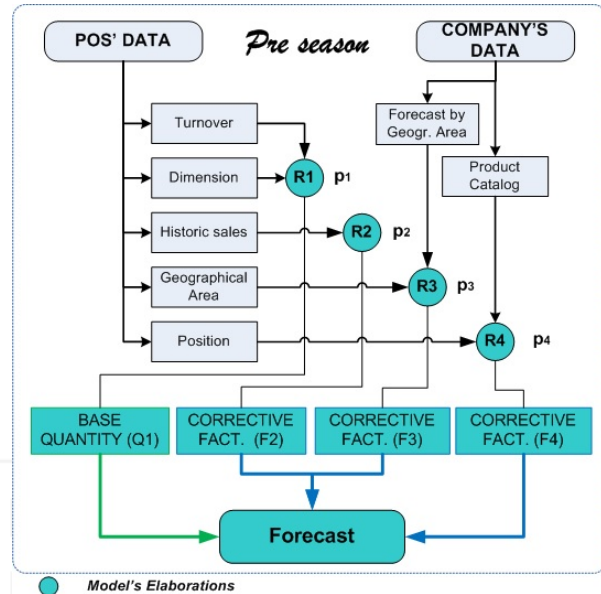 POS' DATA
Pre season
COMPANY'S
DATA
Turnover
Forecast by
Geogr. Area
Dimension
R1
p1
Product
Catalog
Historic sales
R2
p2
Geographical
Area
R3
p3
Position
R4
p4
BASE
QUANTITY (Q1)
CORRECTIVE
FACT. (F2)
CORRECTIVE
FACT. (F3)
CORRECTIVE
FACT. (F4)
Forecast
Model's Elaborations